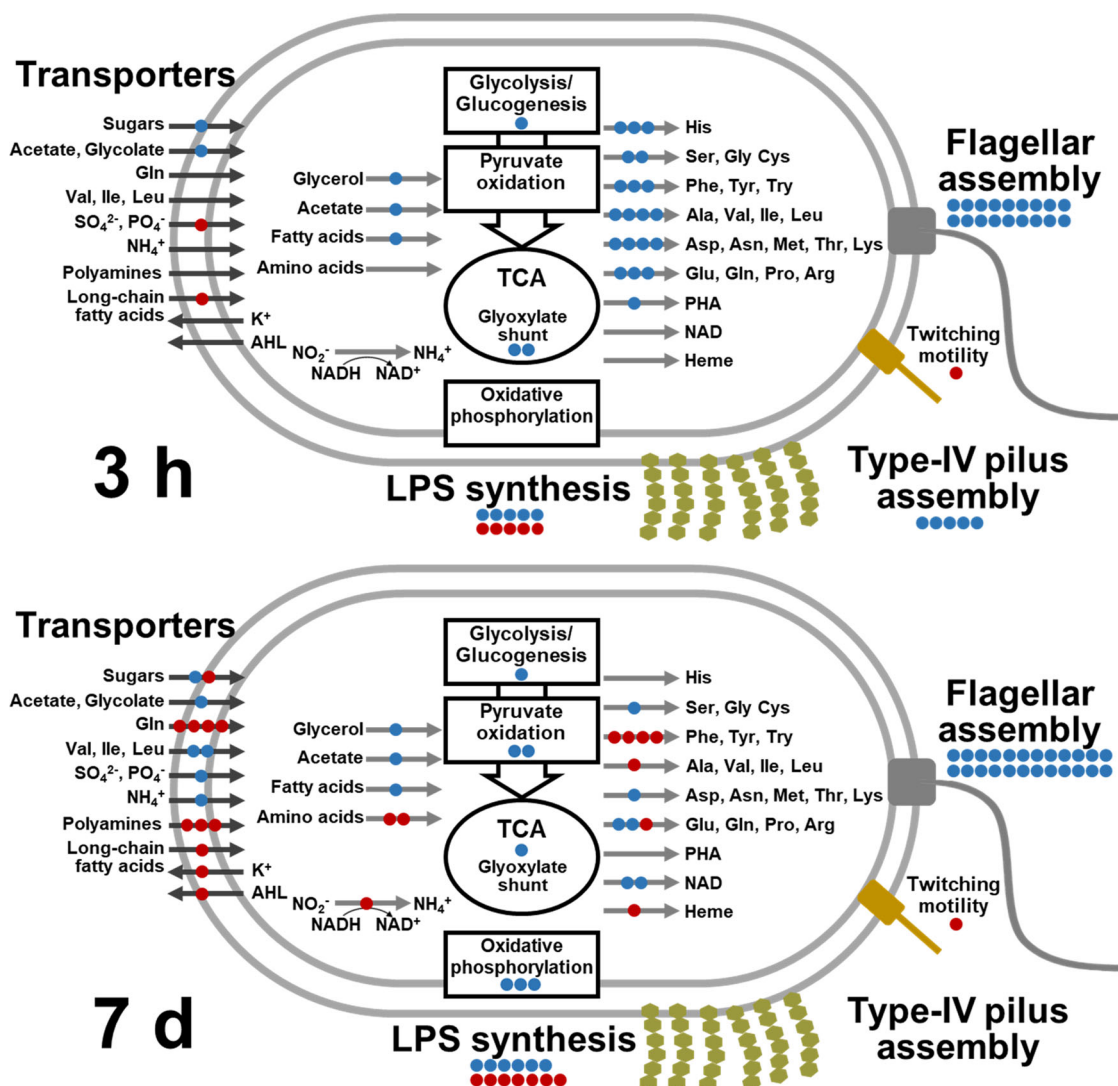 Transporters
Sugars
Acetate, Glycolate
Gln
Val, Ile, Leu
SO₄²⁻, PO₄⁻
NH₄⁺
Polyamines
Long-chain
fatty acids
K⁺
AHL
Glycerol
Acetate
Fatty acids
Amino acids
NO₂⁻ NH₄⁺
NADH NAD⁺
Glycolysis/
Glucogenesis
Pyruvate
oxidation
TCA
Glyoxylate
shunt
Oxidative
phosphorylation
His
Ser, Gly Cys
Phe, Tyr, Try
Ala, Val, Ile, Leu
Asp, Asn, Met, Thr, Lys
Glu, Gln, Pro, Arg
PHA
NAD
Heme
Flagellar
assembly
Twitching
motility
Type-IV pilus
assembly
LPS synthesis
3 h
Transporters
Sugars
Acetate, Glycolate
Gln
Val, Ile, Leu
SO₄²⁻, PO₄⁻
NH₄⁺
Polyamines
Long-chain
fatty acids
K⁺
AHL
Glycerol
Acetate
Fatty acids
Amino acids
NO₂⁻ NH₄⁺
NADH NAD⁺
Glycolysis/
Glucogenesis
Pyruvate
oxidation
TCA
Glyoxylate
shunt
Oxidative
phosphorylation
His
Ser, Gly Cys
Phe, Tyr, Try
Ala, Val, Ile, Leu
Asp, Asn, Met, Thr, Lys
Glu, Gln, Pro, Arg
PHA
NAD
Heme
Flagellar
assembly
Twitching
motility
Type-IV pilus
assembly
LPS synthesis
7 d